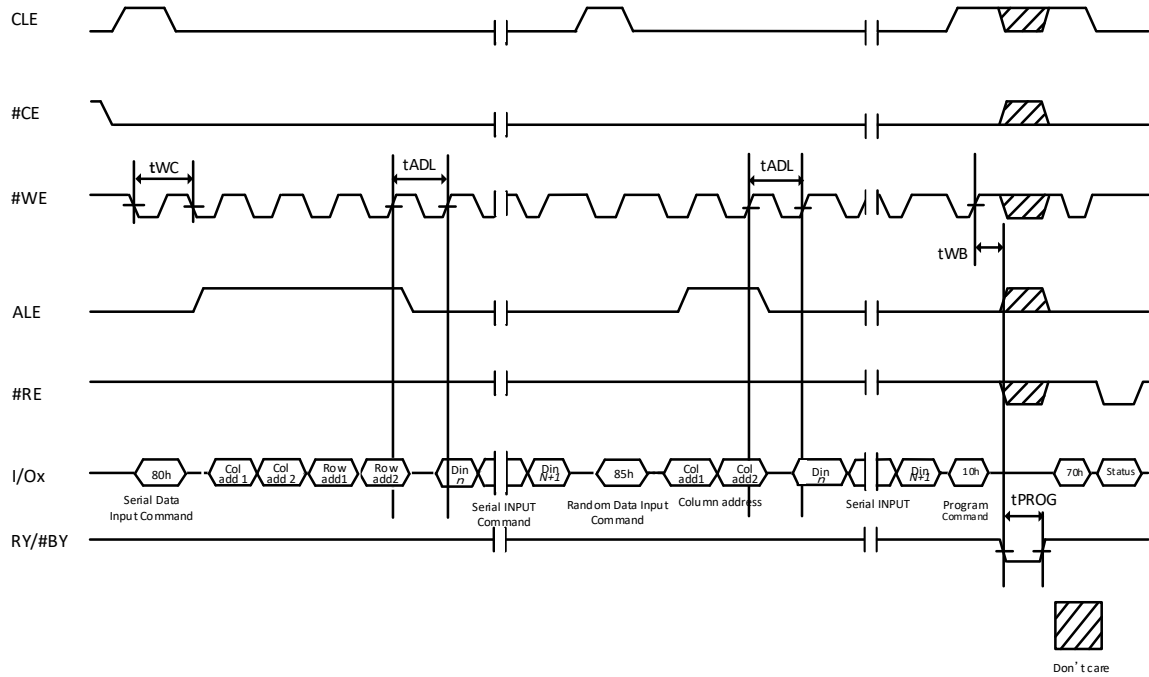 CLE
#CE
tWC
tADL
tADL
#WE
tWB
ALE
#RE
I/Ox
80h
Col add 1
Col add 2
Row add1
Row add2
Din n
Din N+1
85h
Col add1
Col add2
Din n
Din N+1
10h
70h
Status
Serial Data
Input Command
Serial INPUT
Command
Random Data Input
Command
Column address
Serial INPUT
Program
Command
tPROG
RY/#BY
Don't care